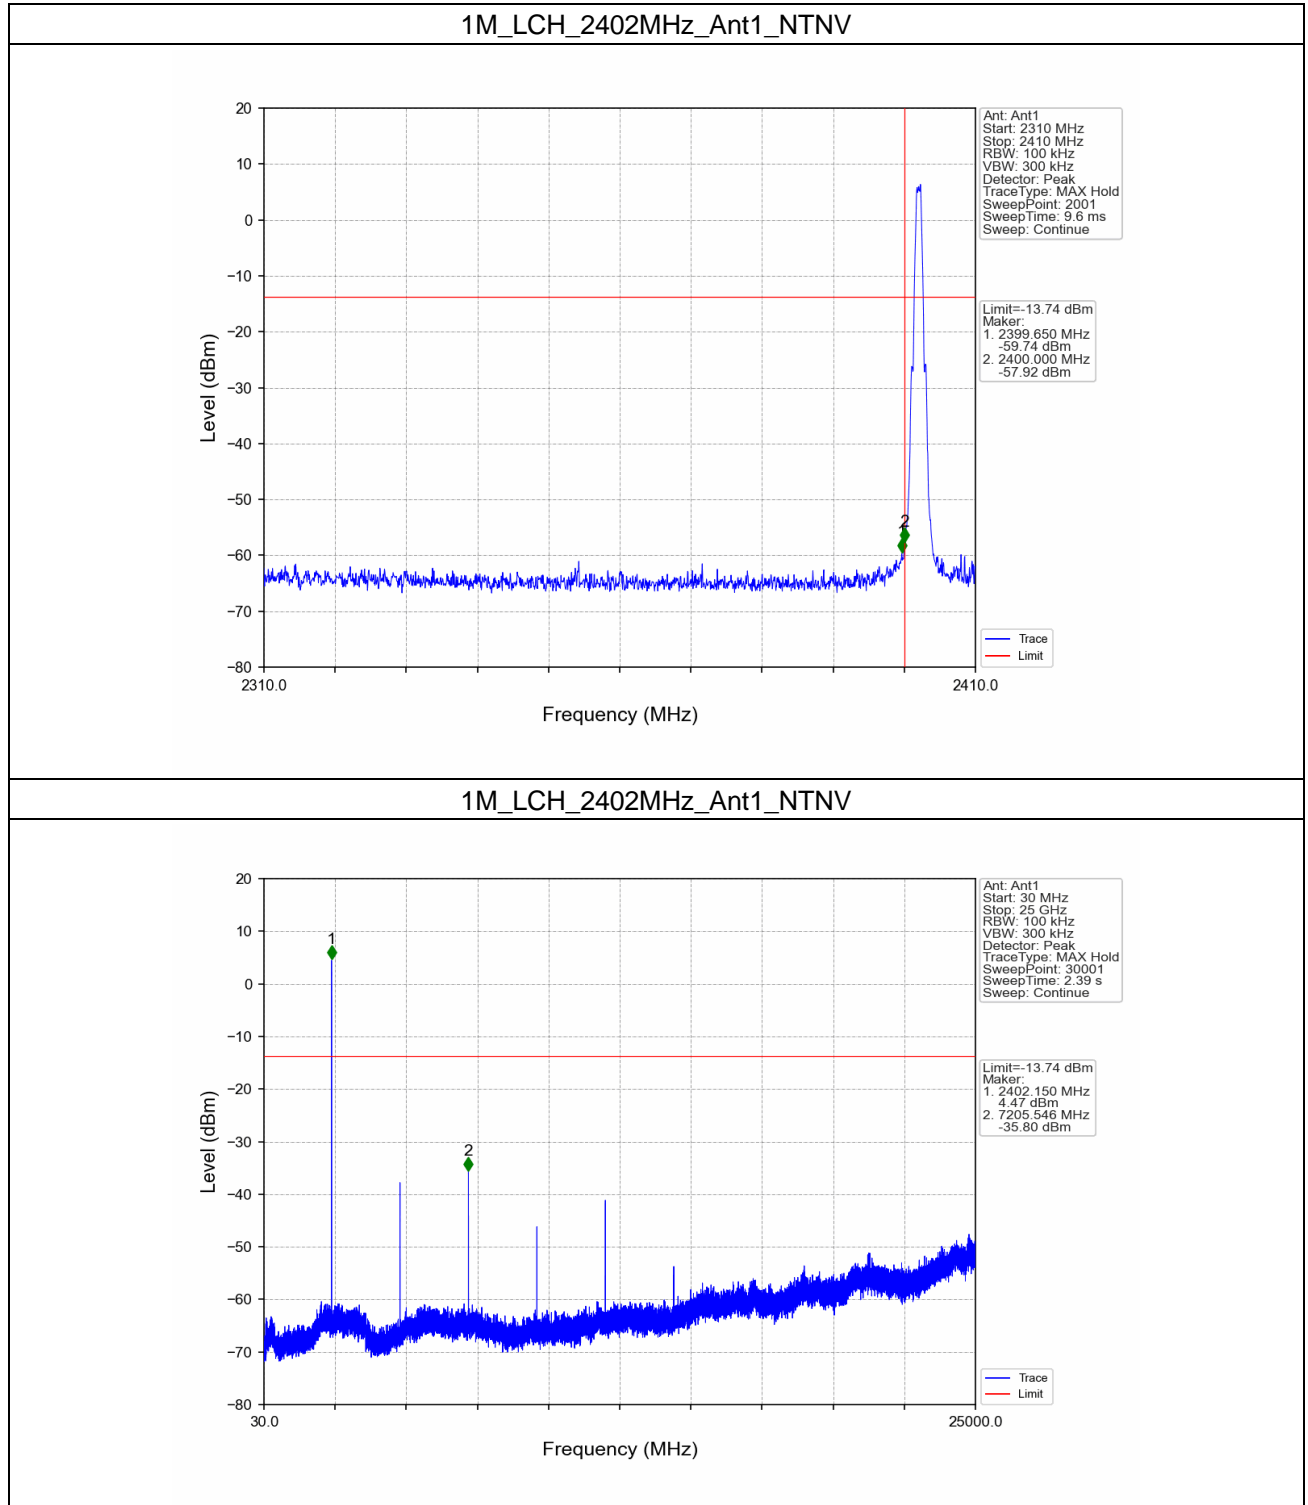 1M_LCH_2402MHz_Ant1_NTNV
20
10
0
−10
−20
−30
−40
−50
−60
−70
−80
Level (dBm)
2310.0
2410.0
Frequency (MHz)
2
Ant: Ant1
Start: 2310 MHz
Stop: 2410 MHz
RBW: 100 kHz
VBW: 300 kHz
Detector: Peak
TraceType: MAX Hold
SweepPoint: 2001
SweepTime: 9.6 ms
Sweep: Continue
Limit=-13.74 dBm
Maker:
1. 2399.650 MHz
-59.74 dBm
2. 2400.000 MHz
-57.92 dBm
Trace
Limit
1M_LCH_2402MHz_Ant1_NTNV
20
10
0
−10
−20
−30
−40
−50
−60
−70
−80
Level (dBm)
30.0
25000.0
Frequency (MHz)
1
2
Ant: Ant1
Start: 30 MHz
Stop: 25 GHz
RBW: 100 kHz
VBW: 300 kHz
Detector: Peak
TraceType: MAX Hold
SweepPoint: 30001
SweepTime: 2.39 s
Sweep: Continue
Limit=-13.74 dBm
Maker:
1. 2402.150 MHz
4.47 dBm
2. 7205.546 MHz
-35.80 dBm
Trace
Limit